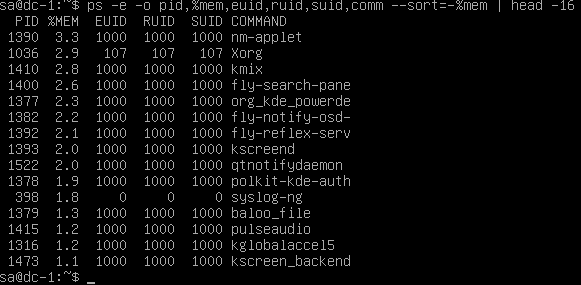 sa@dc-1:~$ ps -e -o pid,%mem,euid,ruid,suid,comm --sort=-%mem | head -16
  PID %MEM  EUID  RUID  SUID COMMAND
 1390  3.3  1000  1000  1000 nm-applet
 1036  2.9   107   107   107 Xorg
 1410  2.8  1000  1000  1000 kmix
 1400  2.6  1000  1000  1000 fly-search-pane
 1377  2.3  1000  1000  1000 org_kde_powerde
 1382  2.2  1000  1000  1000 fly-notify-osd-
 1392  2.1  1000  1000  1000 fly-reflex-serv
 1393  2.0  1000  1000  1000 kscreend
 1522  2.0  1000  1000  1000 qtnotifydaemon
 1378  1.9  1000  1000  1000 polkit-kde-auth
  398  1.8     0     0     0 syslog-ng
 1379  1.3  1000  1000  1000 baloo_file
 1415  1.2  1000  1000  1000 pulseaudio
 1316  1.2  1000  1000  1000 kglobalaccel5
 1473  1.1  1000  1000  1000 kscreen_backend
sa@dc-1:~$ _